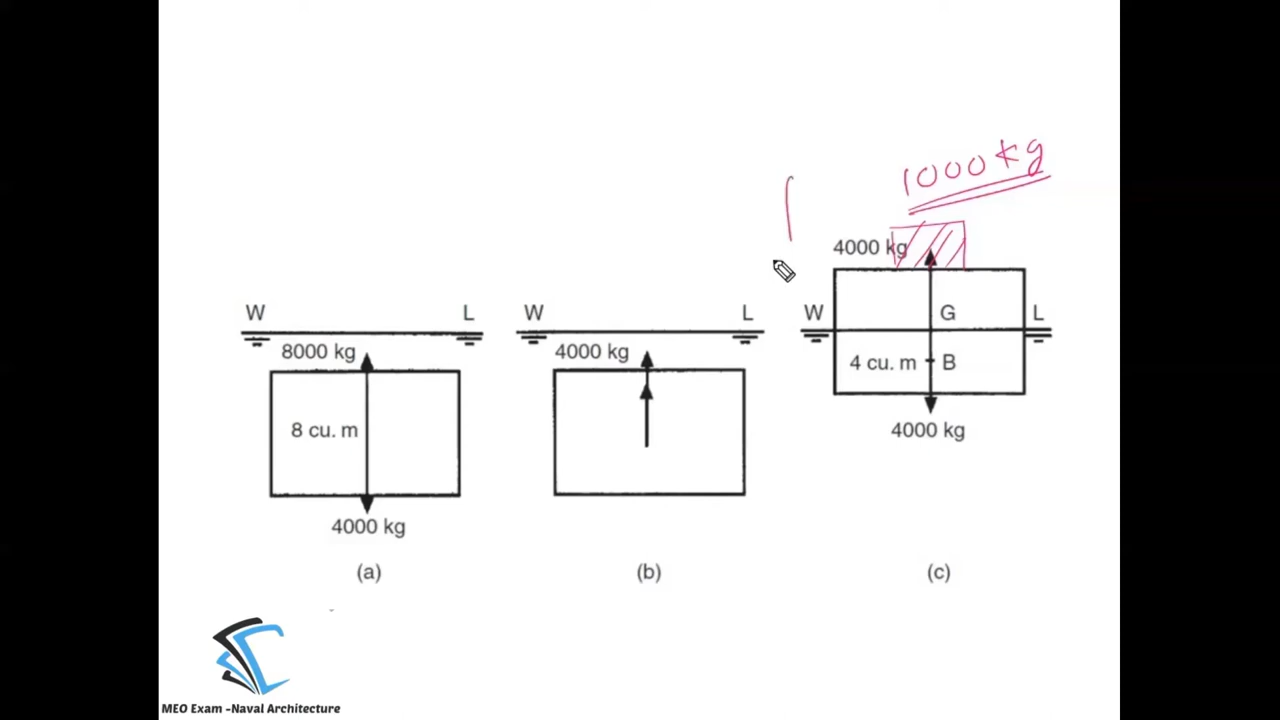 1000 kg
4000 kg
W L
W L
W G L
8000 kg
4000 kg
4 cu. m B
8 cu. m
4000 kg
4000 kg
(a)
(b)
(c)
MEO Exam -Naval Architecture